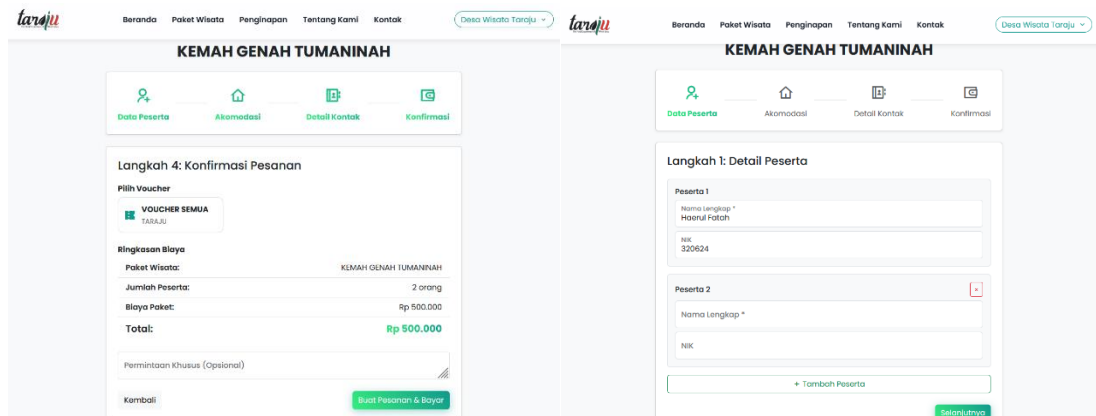 taraju
Beranda Paket Wisata Penginapan Tentang Kami Kontak Desa Wisata Taraju
KEMAH GENAH TUMANINAH
Data Peserta Akomodasi Detail Kontak Konfirmasi
Langkah 4: Konfirmasi Pesanan
Pilih Voucher
VOUCHER SEMUA
TARAJU
Ringkasan Biaya
Paket Wisata: KEMAH GENAH TUMANINAH
Jumlah Peserta: 2 orang
Biaya Paket: Rp 500.000
Total: Rp 500.000
Permintaan Khusus (Opsional)
Kembali Buat Pesanan & Bayar
taraju
Beranda Paket Wisata Penginapan Tentang Kami Kontak Desa Wisata Taraju
KEMAH GENAH TUMANINAH
Data Peserta Akomodasi Detail Kontak Konfirmasi
Langkah 1: Detail Peserta
Peserta 1
Nama Lengkap *
Haerul Fatah
NIK
320624
Peserta 2
Nama Lengkap *
NIK
+ Tambah Peserta
Selanjutnya